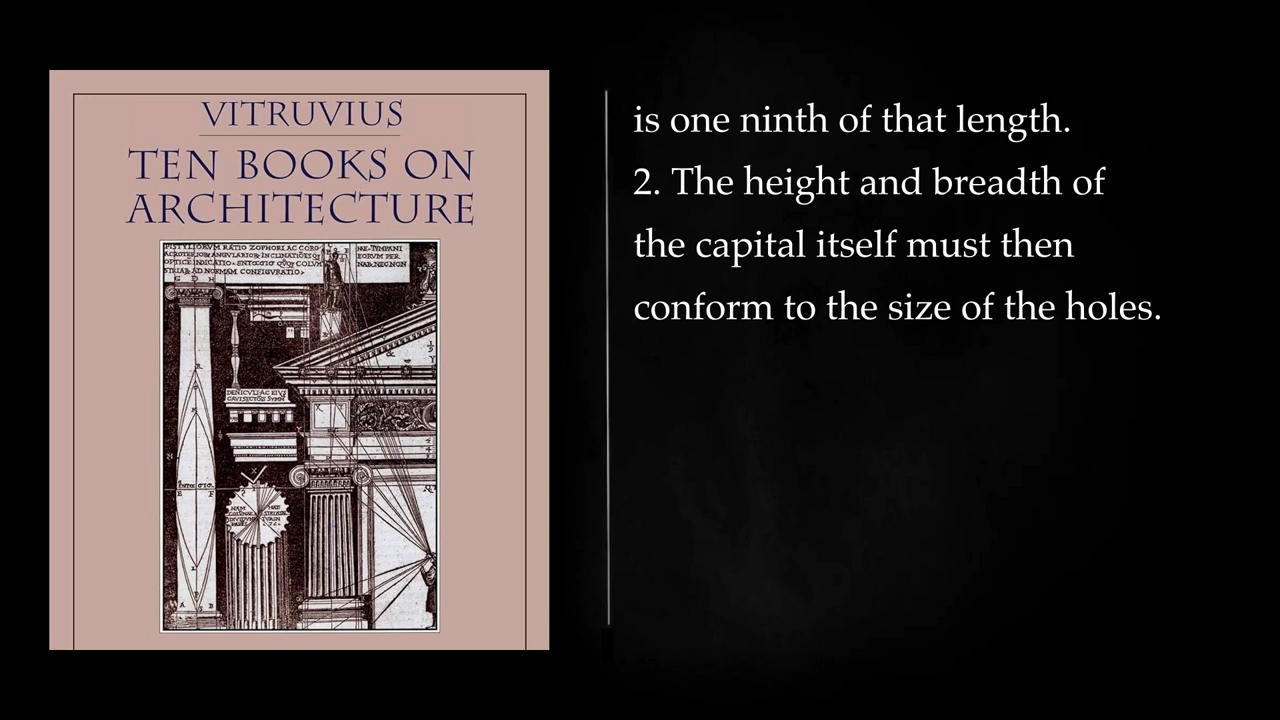 VITRUVIUS
TEN BOOKS ON
ARCHITECTURE
is one ninth of that length.
2. The height and breadth of
the capital itself must then
conform to the size of the holes.